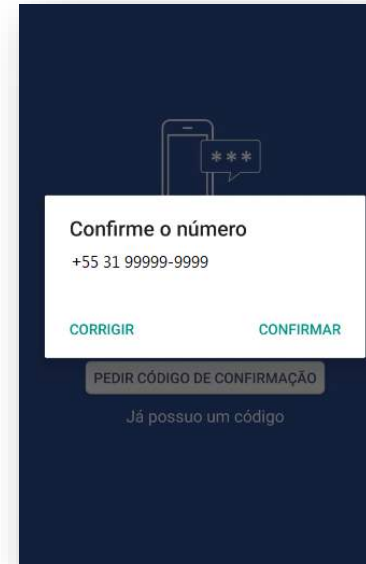 ***
Confirme o número
+55 31 99999-9999
CORRIGIR CONFIRMAR
PEDIR CÓDIGO DE CONFIRMAÇÃO
Já possuo um código